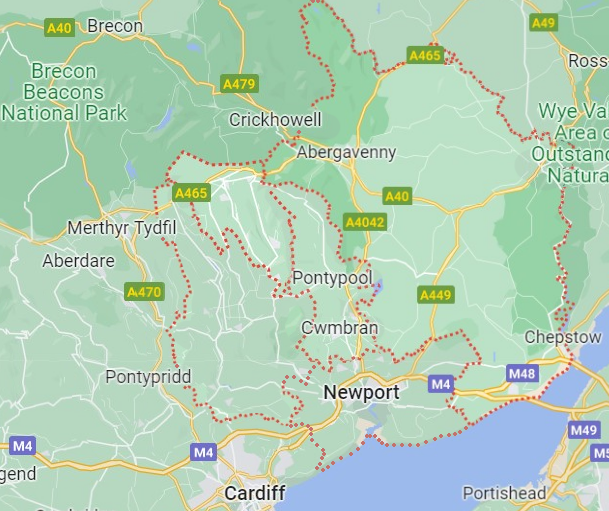 A40
Brecon
A49
A465
Ross-
Brecon
Beacons
National Park
A479
Crickhowell
Wye Va
Area o
Outstan
Natura
Abergavenny
A465
A40
A4042
Merthyr Tydfil
Aberdare
Pontypool
A470
A449
Cwmbran
Chepstow
Pontypridd
M48
M4
Newport
M49
M4
M4
M5
gend
Cardiff
Portishead